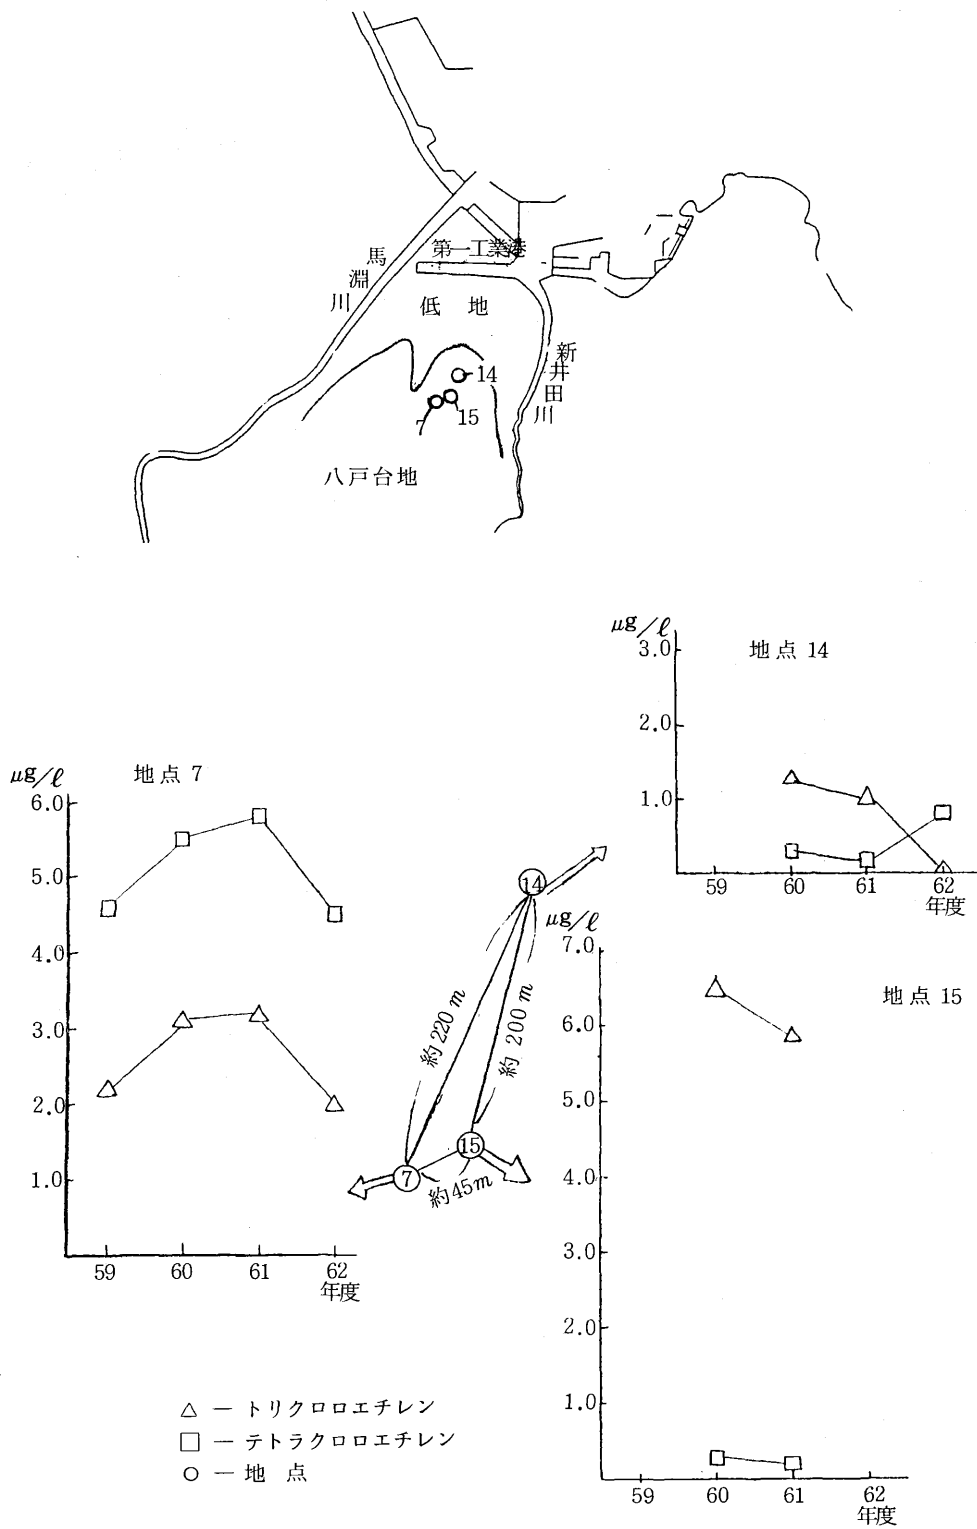 第一工業港
馬淵川
低地
新井田川
14
15
7
八戸台地
μg/ℓ
地点 14
3.0
2.0
1.0
59
60
61
62
年度
μg/ℓ
地点 7
6.0
5.0
4.0
3.0
2.0
1.0
59
60
61
62
年度
14
約220m
約200m
15
7
約45m
μg/ℓ
地点 15
7.0
6.0
5.0
4.0
3.0
2.0
1.0
59
60
61
62
年度
△ ― トリクロロエチレン
□ ― テトラクロロエチレン
○ ― 地点